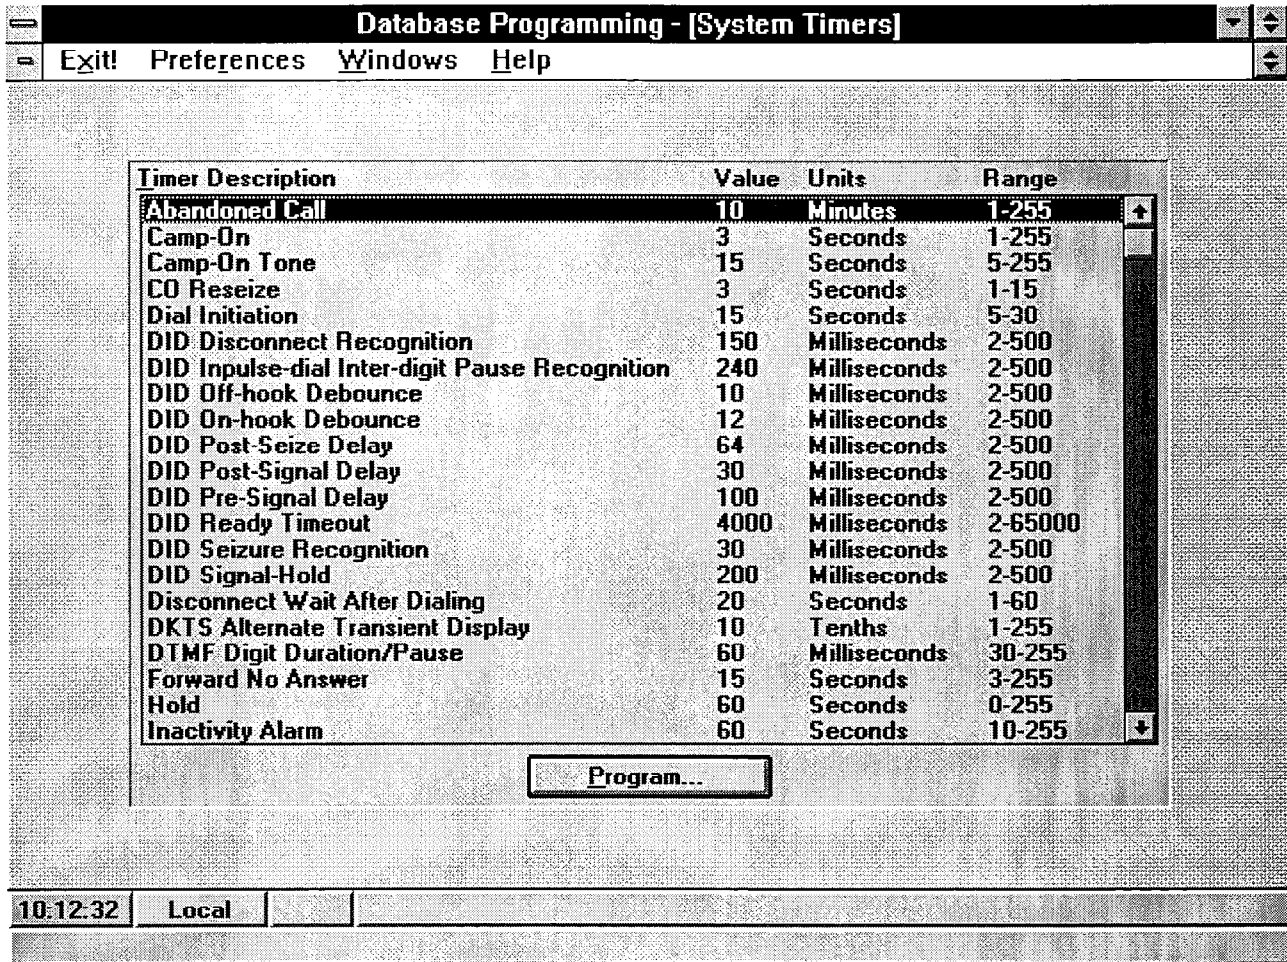 Database Programming - [System Timers]
Exit! Preferences Windows Help
Timer Description Value Units Range
Abandoned Call 10 Minutes 1-255
Camp-On 3 Seconds 1-255
Camp-On Tone 15 Seconds 5-255
CO Reseize 3 Seconds 1-15
Dial Initiation 15 Seconds 5-30
DID Disconnect Recognition 150 Milliseconds 2-500
DID Inpulse-dial Inter-digit Pause Recognition 240 Milliseconds 2-500
DID Off-hook Debounce 10 Milliseconds 2-500
DID On-hook Debounce 12 Milliseconds 2-500
DID Post-Seize Delay 64 Milliseconds 2-500
DID Post-Signal Delay 30 Milliseconds 2-500
DID Pre-Signal Delay 100 Milliseconds 2-500
DID Ready Timeout 4000 Milliseconds 2-65000
DID Seizure Recognition 30 Milliseconds 2-500
DID Signal-Hold 200 Milliseconds 2-500
Disconnect Wait After Dialing 20 Seconds 1-60
DKTS Alternate Transient Display 10 Tenths 1-255
DTMF Digit Duration/Pause 60 Milliseconds 30-255
Forward No Answer 15 Seconds 3-255
Hold 60 Seconds 0-255
Inactivity Alarm 60 Seconds 10-255
Program...
10:12:32 Local